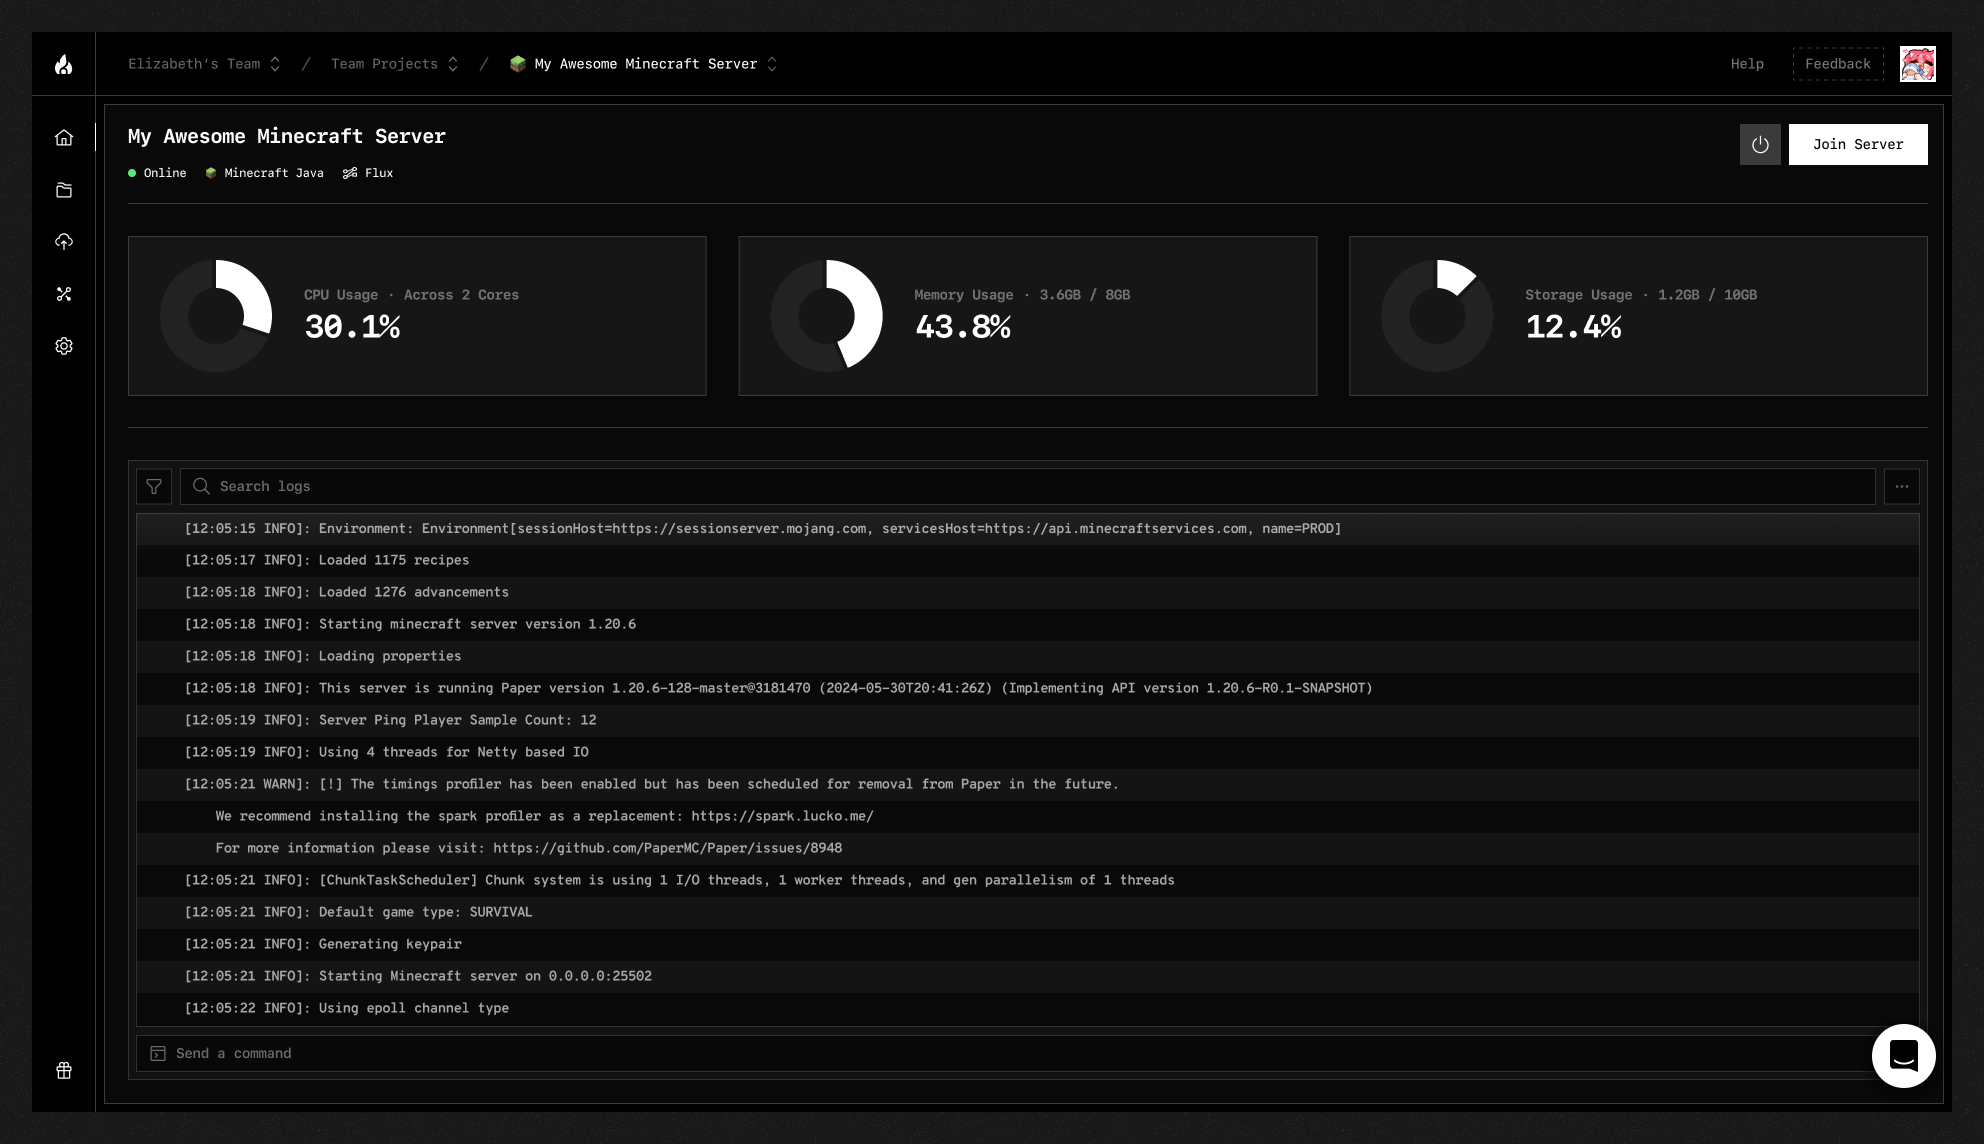 Elizabeth's Team / Team Projects / My Awesome Minecraft Server
Help Feedback
My Awesome Minecraft Server
Join Server
Online Minecraft Java Flux
CPU Usage · Across 2 Cores
30.1%
Memory Usage · 3.6GB / 8GB
43.8%
Storage Usage · 1.2GB / 10GB
12.4%
Search logs
[12:05:15 INFO]: Environment: Environment[sessionHost=https://sessionserver.mojang.com, servicesHost=https://api.minecraftservices.com, name=PROD]
[12:05:17 INFO]: Loaded 1175 recipes
[12:05:18 INFO]: Loaded 1276 advancements
[12:05:18 INFO]: Starting minecraft server version 1.20.6
[12:05:18 INFO]: Loading properties
[12:05:18 INFO]: This server is running Paper version 1.20.6-128-master@3181470 (2024-05-30T20:41:26Z) (Implementing API version 1.20.6-R0.1-SNAPSHOT)
[12:05:19 INFO]: Server Ping Player Sample Count: 12
[12:05:19 INFO]: Using 4 threads for Netty based IO
[12:05:21 WARN]: [!] The timings profiler has been enabled but has been scheduled for removal from Paper in the future.
We recommend installing the spark profiler as a replacement: https://spark.lucko.me/
For more information please visit: https://github.com/PaperMC/Paper/issues/8948
[12:05:21 INFO]: [ChunkTaskScheduler] Chunk system is using 1 I/O threads, 1 worker threads, and gen parallelism of 1 threads
[12:05:21 INFO]: Default game type: SURVIVAL
[12:05:21 INFO]: Generating keypair
[12:05:21 INFO]: Starting Minecraft server on 0.0.0.0:25502
[12:05:22 INFO]: Using epoll channel type
Send a command